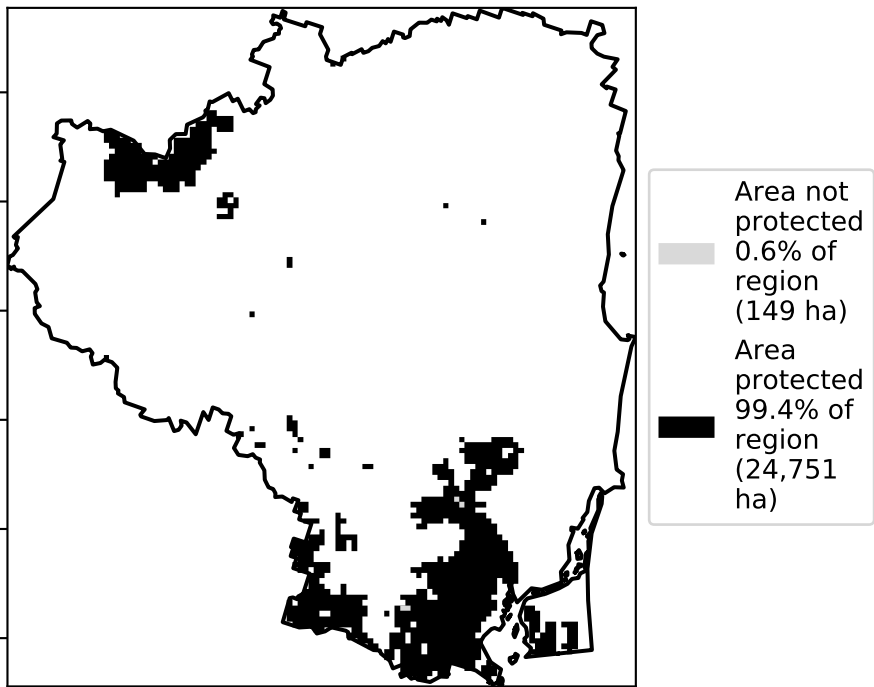 Area not
protected
0.6% of
region
(149 ha)
Area
protected
99.4% of
region
(24,751
ha)